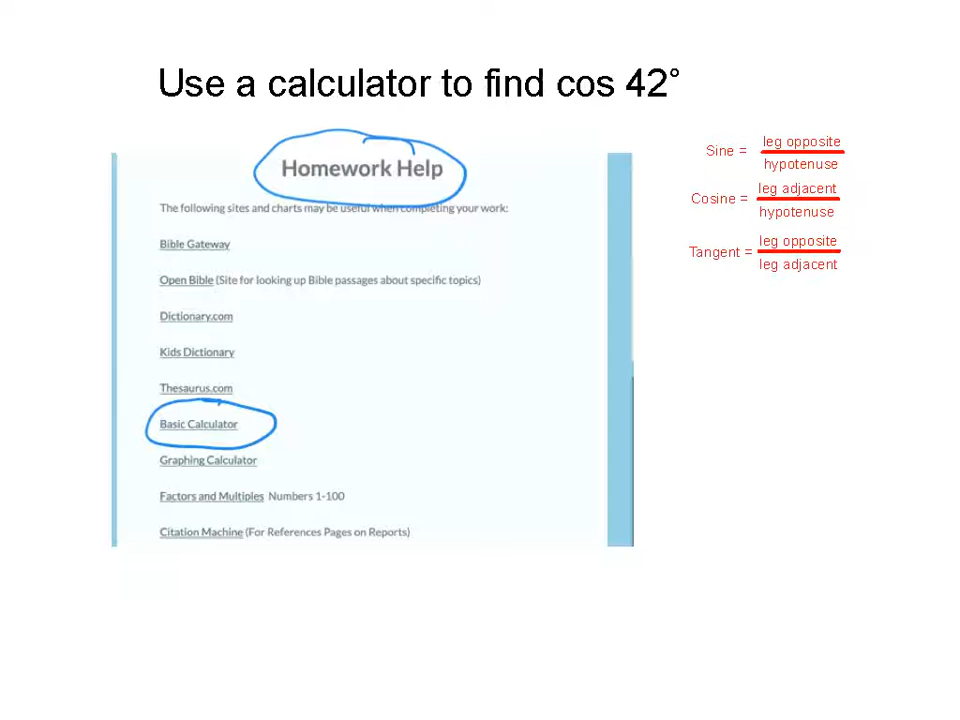 Use a calculator to find cos 42°
Homework Help
The following sites and charts may be useful when completing your work:
Bible Gateway
Open Bible (Site for looking up Bible passages about specific topics)
Dictionary.com
Kids Dictionary
Thesaurus.com
Basic Calculator
Graphing Calculator
Factors and Multiples Numbers 1-100
Citation Machine (For References Pages on Reports)
Sine = leg opposite
hypotenuse
Cosine = leg adjacent
hypotenuse
Tangent = leg opposite
leg adjacent